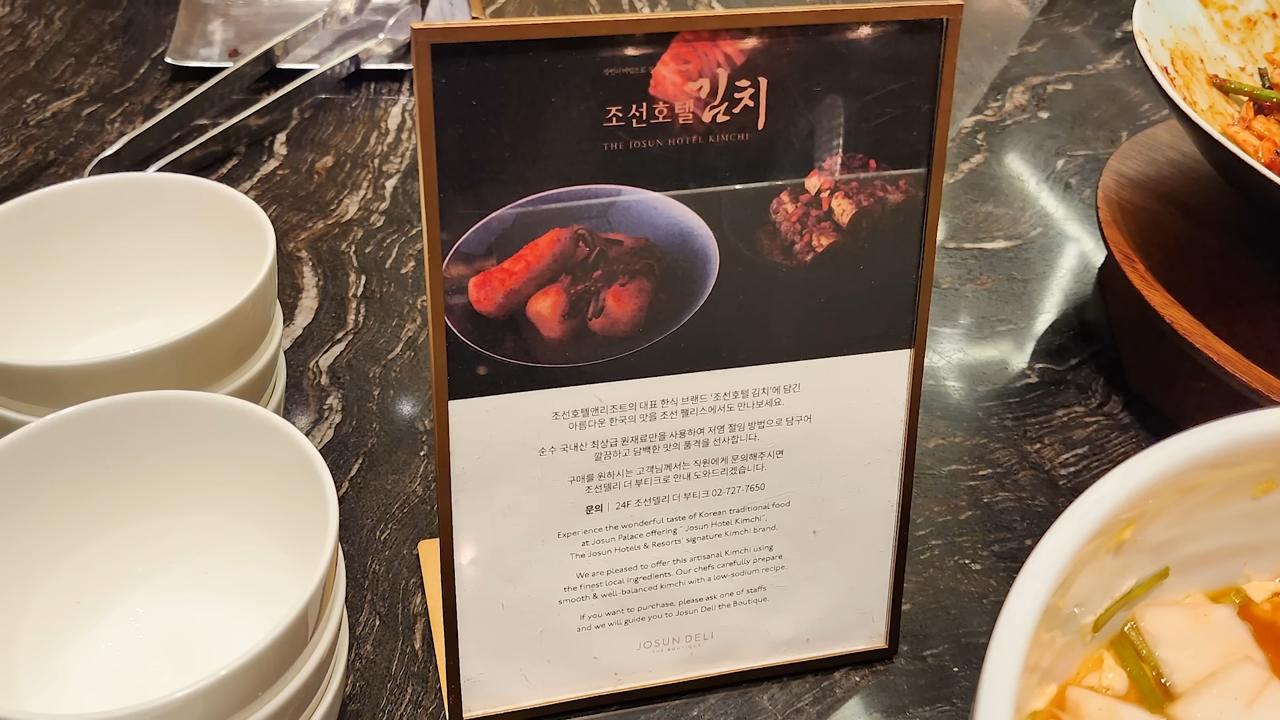 조선호텔 김치
THE JOSUN HOTEL KIMCHI
조선호텔앤리조트의 대표 한식 브랜드 ‘조선호텔 김치’에 담긴
아름다운 한국의 맛을 조선 팰리스에서도 만나보세요.
순수 국내산 최상급 원재료만을 사용하여 저염 절임 방법으로 담구어
깔끔하고 담백한 맛의 품격을 선사합니다.
구매를 원하시는 고객님께서는 직원에게 문의해주시면
조선델리 더 부티크로 안내 도와드리겠습니다.
문의 | 24F 조선델리 더 부티크 02-727-7650
Experience the wonderful taste of Korean traditional food
at Josun Palace offering “Josun Hotel Kimchi”,
The Josun Hotels & Resorts' signature Kimchi brand.
We are pleased to offer this artisanal Kimchi using
the finest local ingredients. Our chefs carefully prepare
smooth & well-balanced kimchi with a low-sodium recipe.
If you want to purchase, please ask one of staffs
and we will guide you to Josun Deli the Boutique.
JOSUN DELI
THE BOUTIQUE